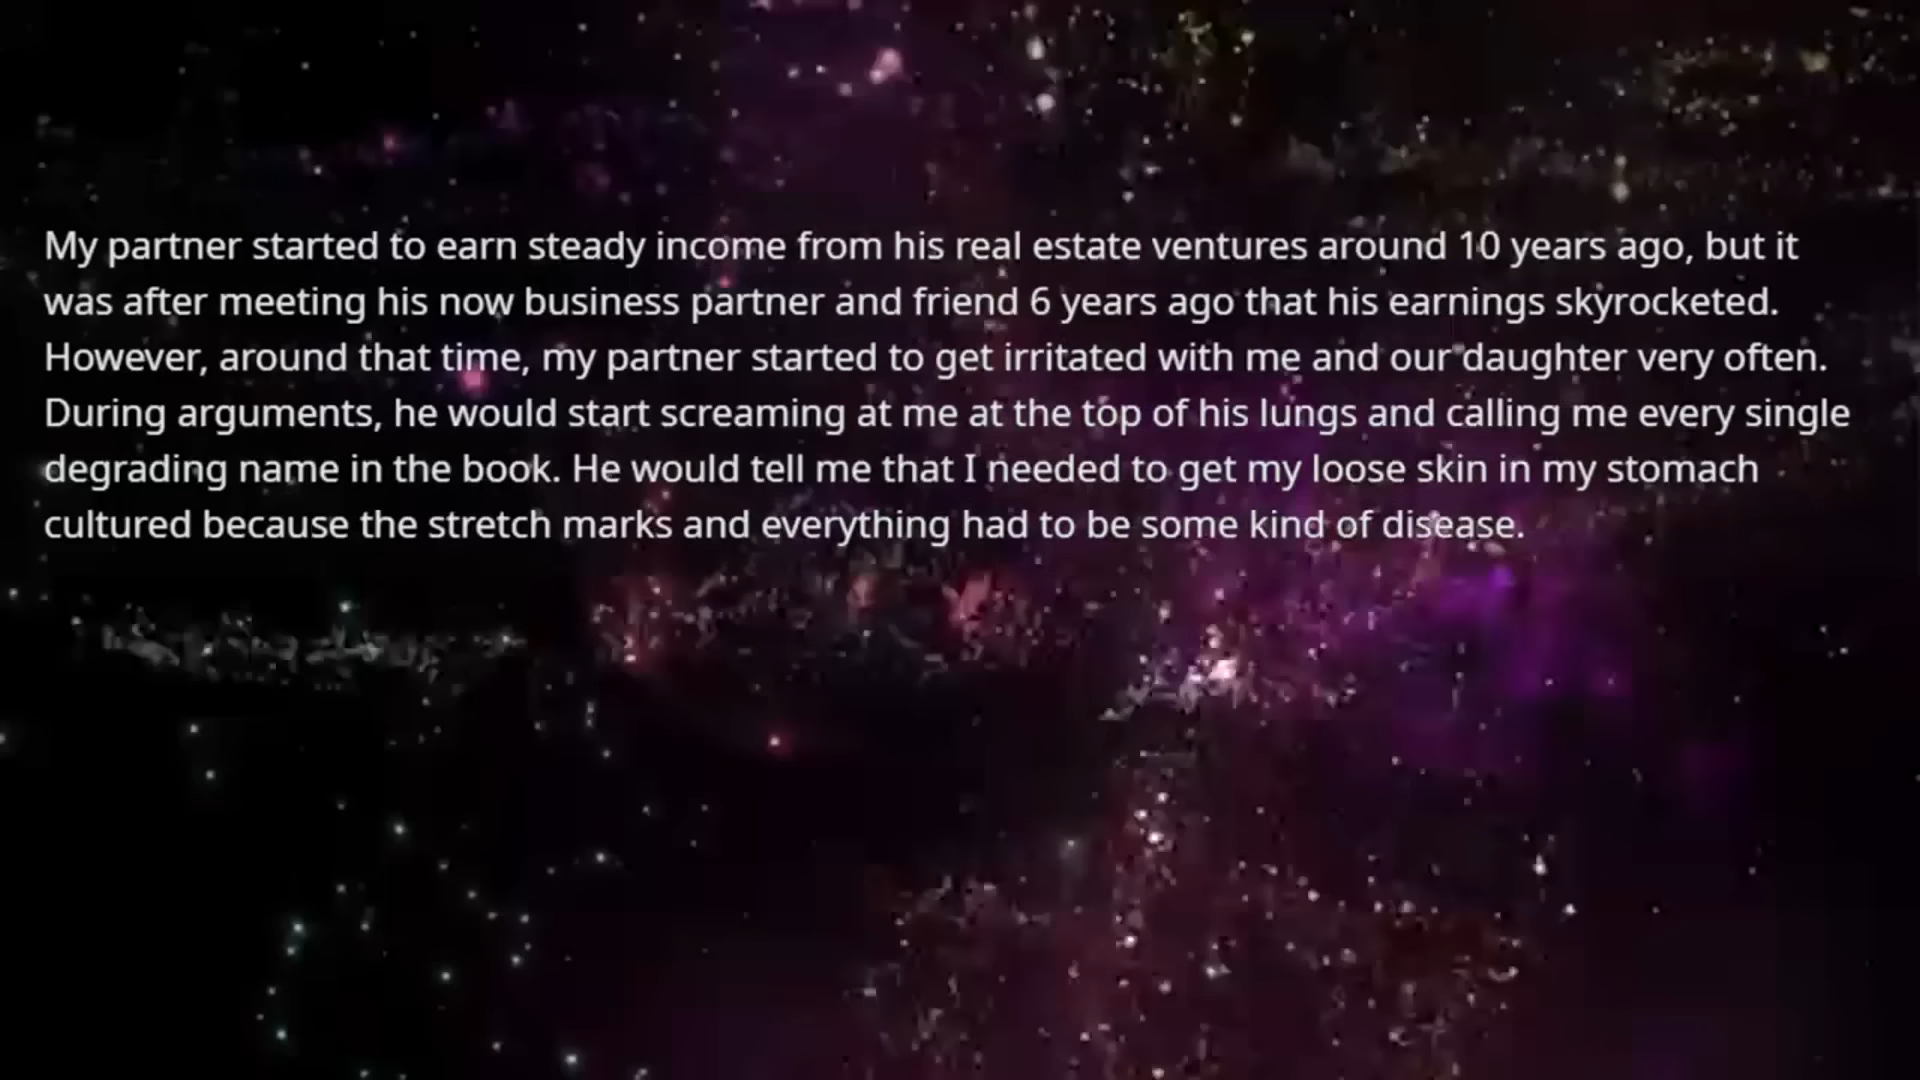 My partner started to earn steady income from his real estate ventures around 10 years ago, but it
was after meeting his now business partner and friend 6 years ago that his earnings skyrocketed.
However, around that time, my partner started to get irritated with me and our daughter very often.
During arguments, he would start screaming at me at the top of his lungs and calling me every single
degrading name in the book. He would tell me that I needed to get my loose skin in my stomach
cultured because the stretch marks and everything had to be some kind of disease.